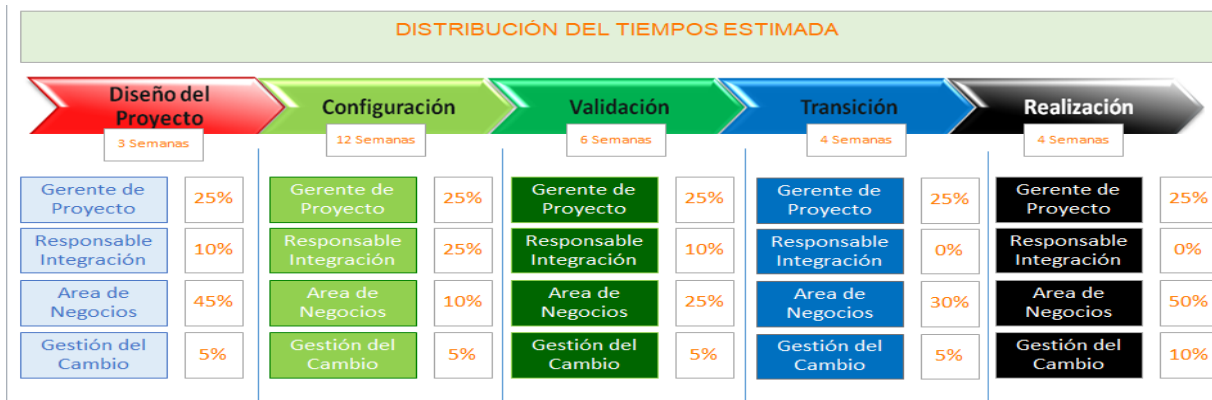 DISTRIBUCIÓN DEL TIEMPOS ESTIMADA
Diseño del
Proyecto
3 Semanas
Configuración
12 Semanas
Validación
6 Semanas
Transición
4 Semanas
Realización
4 Semanas
Gerente de
Proyecto
25%
Responsable
Integración
10%
Area de
Negocios
45%
Gestión del
Cambio
5%
Gerente de
Proyecto
25%
Responsable
Integración
25%
Area de
Negocios
10%
Gestión del
Cambio
5%
Gerente de
Proyecto
25%
Responsable
Integración
10%
Area de
Negocios
25%
Gestión del
Cambio
5%
Gerente de
Proyecto
25%
Responsable
Integración
0%
Area de
Negocios
30%
Gestión del
Cambio
5%
Gerente de
Proyecto
25%
Responsable
Integración
0%
Area de
Negocios
50%
Gestión del
Cambio
10%